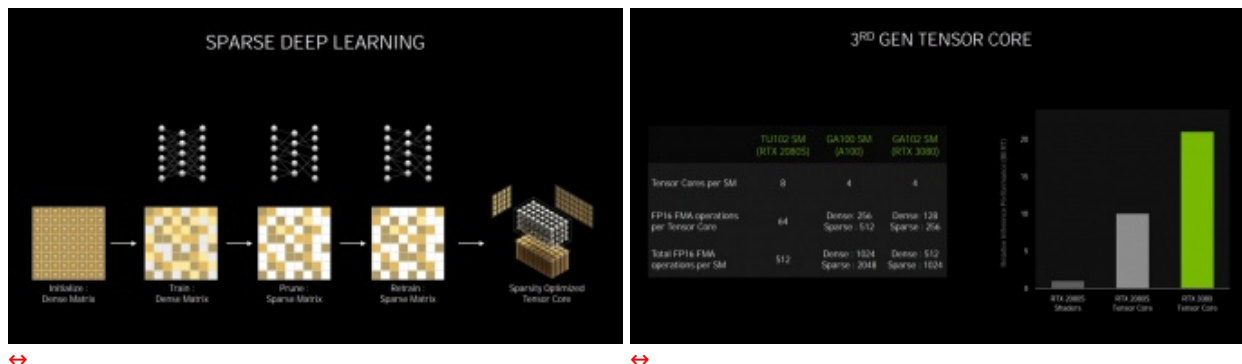 SPARSE DEEP LEARNING
Initialize :
Dense Matrix
Train :
Dense Matrix
Prune :
Sparse Matrix
Retrain :
Sparse Matrix
Sparsity Optimized
Tensor Core
3RD GEN TENSOR CORE
TU102 SM
(RTX 2080S)
GA100 SM
(A100)
GA102 SM
(RTX 3080)
Tensor Cores per SM
8
4
4
FP16 FMA operations
per Tensor Core
64
Dense: 256
Sparse : 512
Dense: 128
Sparse : 256
Total FP16 FMA
operations per SM
512
Dense : 1024
Sparse : 2048
Dense : 512
Sparse : 1024
Relative Inference Performance (BERT)
20
15
10
5
0
RTX 2080S
Shaders
RTX 2080S
Tensor Core
RTX 3080
Tensor Core